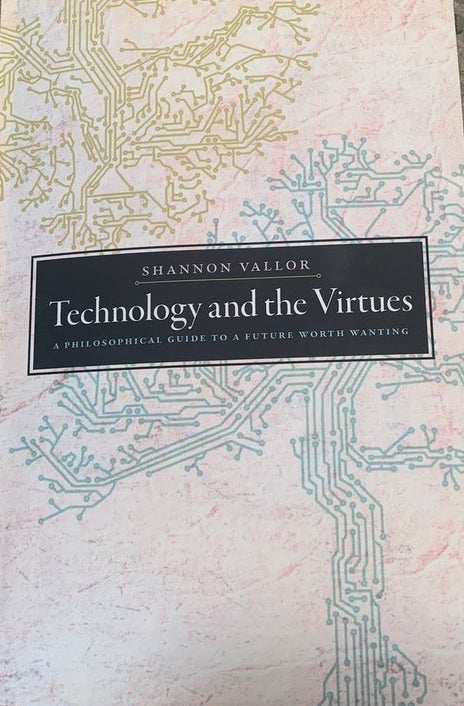 SHANNON VALLOR
Technology and the Virtues
A PHILOSOPHICAL GUIDE TO A FUTURE WORTH WANTING